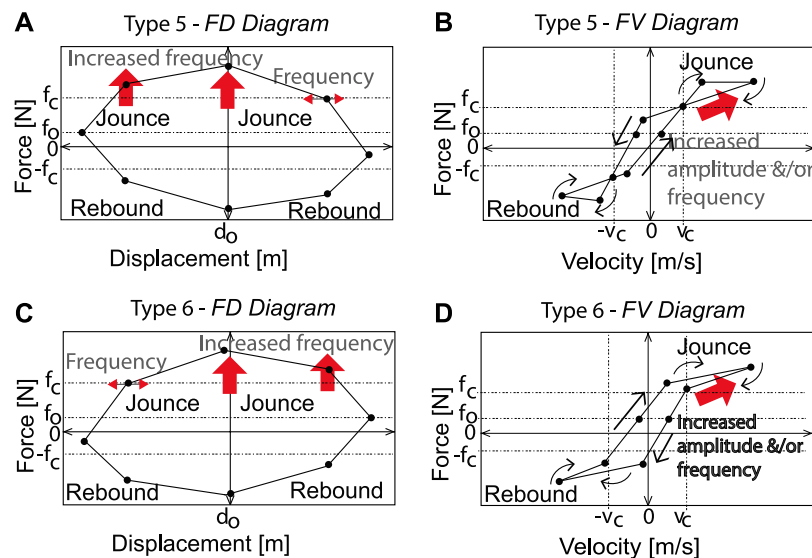 A
Type 5 - FD Diagram
Increased frequency
Frequency
Jounce
Jounce
Force [N]
fc
fo
0
-fc
Rebound
Rebound
do
Displacement [m]
B
Type 5 - FV Diagram
Jounce
Force [N]
fc
fo
0
-fc
Increased
amplitude &/or
frequency
Rebound
-vc
0
vc
Velocity [m/s]
C
Type 6 - FD Diagram
Increased frequency
Frequency
Jounce
Jounce
Force [N]
fc
fo
0
-fc
Rebound
Rebound
do
Displacement [m]
D
Type 6 - FV Diagram
Jounce
Force [N]
fc
fo
0
-fc
Increased
amplitude &/or
frequency
Rebound
-vc
0
vc
Velocity [m/s]